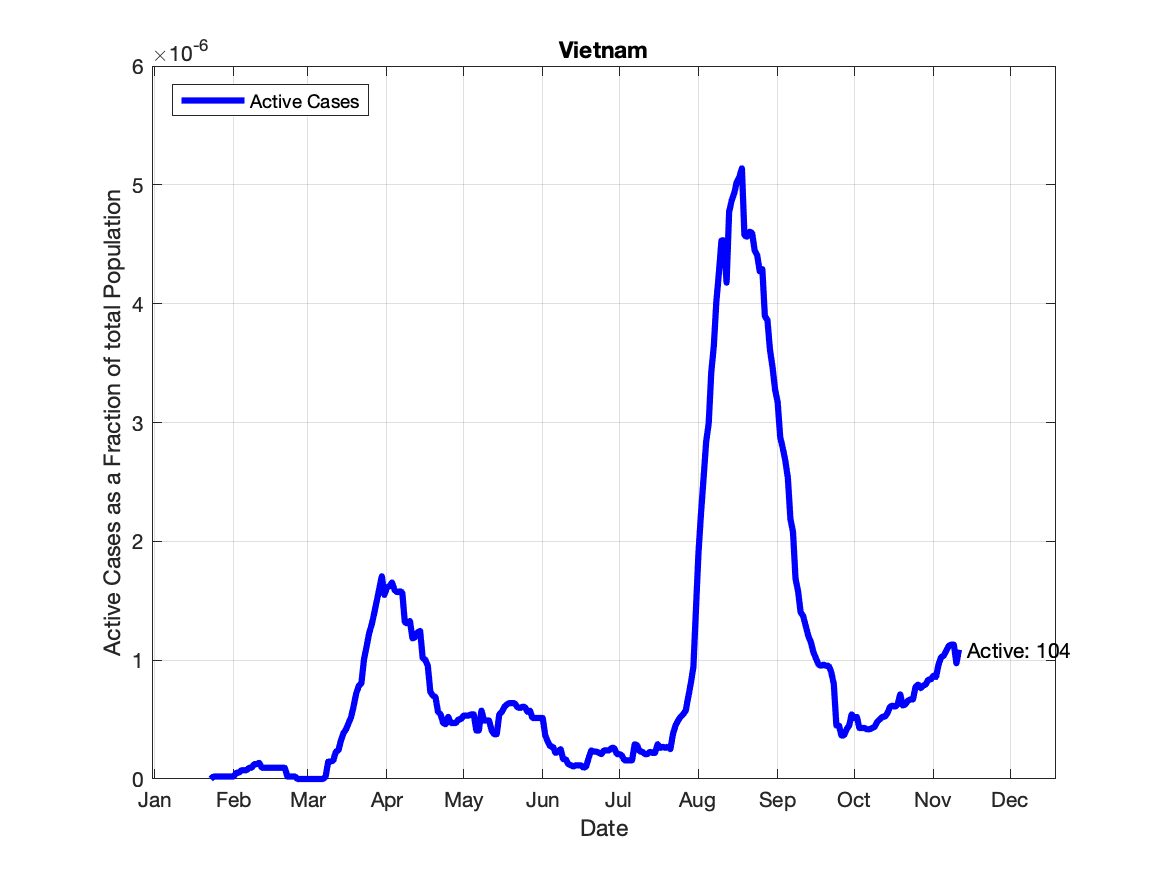 Vietnam
×10-6
Active Cases
Active Cases as a Fraction of total Population
6
5
4
3
2
1
0
Active: 104
Jan Feb Mar Apr May Jun Jul Aug Sep Oct Nov Dec
Date